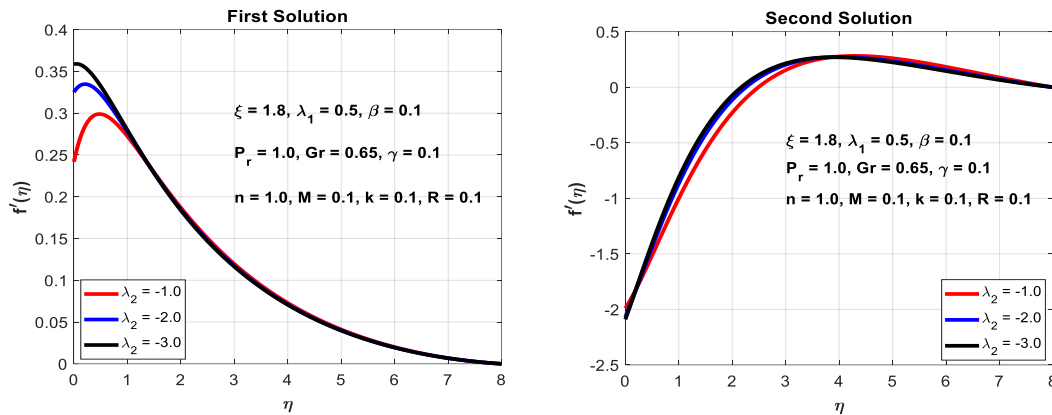 First Solution
0.4
0.35
0.3
0.25
0.2
0.15
0.1
0.05
0
f′(η)
ξ = 1.8, λ1 = 0.5, β = 0.1
Pr = 1.0, Gr = 0.65, γ = 0.1
n = 1.0, M = 0.1, k = 0.1, R = 0.1
λ2 = -1.0
λ2 = -2.0
λ2 = -3.0
0 1 2 3 4 5 6 7 8
η
Second Solution
0.5
0
-0.5
-1
-1.5
-2
-2.5
f′(η)
ξ = 1.8, λ1 = 0.5, β = 0.1
Pr = 1.0, Gr = 0.65, γ = 0.1
n = 1.0, M = 0.1, k = 0.1, R = 0.1
λ2 = -1.0
λ2 = -2.0
λ2 = -3.0
0 1 2 3 4 5 6 7 8
η